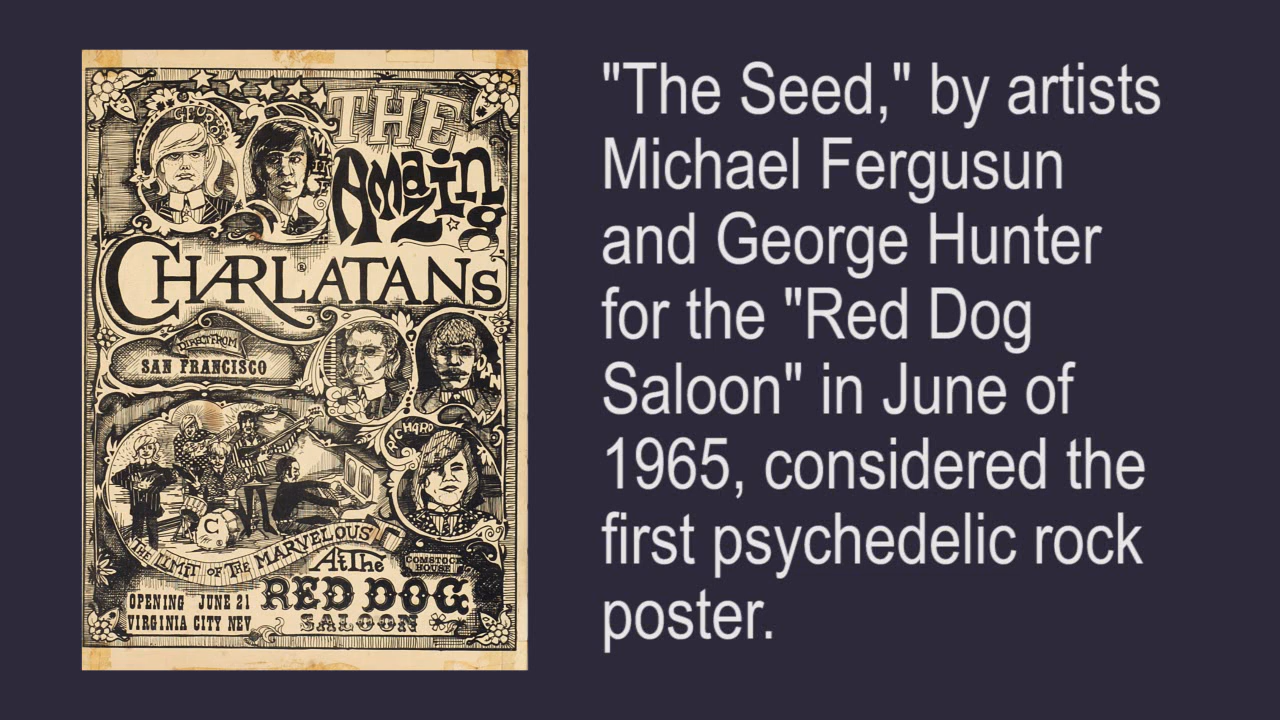 GEORGE
THE
AmaZing
CHARLATANS
DIRECT FROM
SAN FRANCISCO
DAN
RICHARD
C
THE LIMIT OF THE MARVELOUS
At The
COMSTOCK
HOUSE
RED DOG
SALOON
OPENING JUNE 21
VIRGINIA CITY NEV
"The Seed," by artists
Michael Fergusun
and George Hunter
for the "Red Dog
Saloon" in June of
1965, considered the
first psychedelic rock
poster.